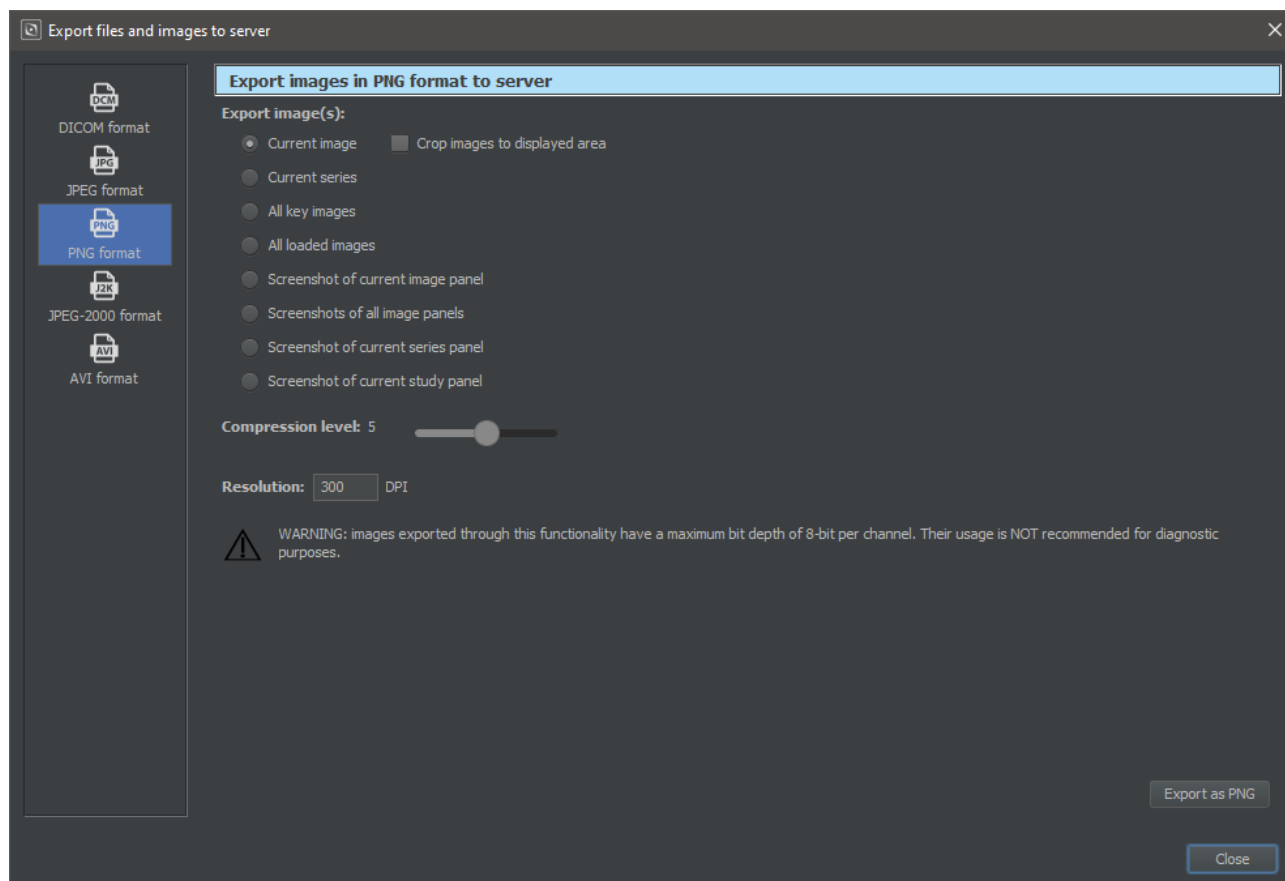 Export files and images to server
DCM
DICOM format
JPG
JPEG format
PNG
PNG format
J2K
JPEG-2000 format
AVI
AVI format
Export images in PNG format to server
Export image(s):
Current image Crop images to displayed area
Current series
All key images
All loaded images
Screenshot of current image panel
Screenshots of all image panels
Screenshot of current series panel
Screenshot of current study panel
Compression level: 5
Resolution: 300 DPI
WARNING: images exported through this functionality have a maximum bit depth of 8-bit per channel. Their usage is NOT recommended for diagnostic
purposes.
Export as PNG
Close